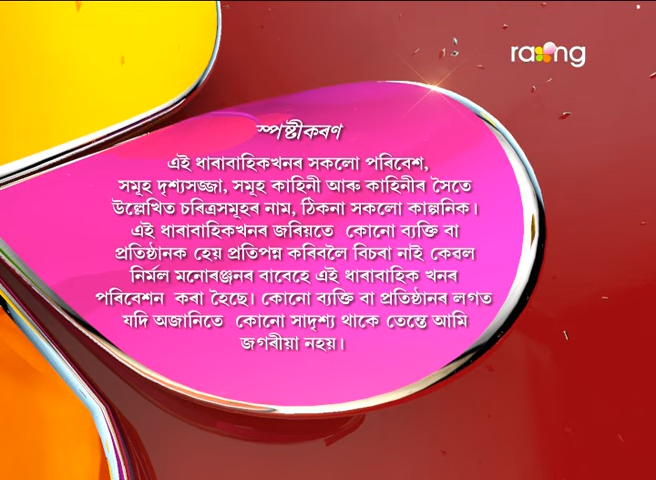 raong
স্পষ্টীকৰণ
এই ধাৰাবাহিকখনৰ সকলো পৰিবেশ,
সমূহ দৃশ্যসজ্জা, সমূহ কাহিনী আৰু কাহিনীৰ সৈতে
উল্লেখিত চৰিত্ৰসমূহৰ নাম, ঠিকনা সকলো কাল্পনিক।
এই ধাৰাবাহিকখনৰ জৰিয়তে কোনো ব্যক্তি বা
প্ৰতিষ্ঠানক হেয় প্ৰতিপন্ন কৰিবলৈ বিচৰা নাই কেৱল
নিৰ্মল মনোৰঞ্জনৰ বাবেহে এই ধাৰাবাহিক খনৰ
পৰিবেশন কৰা হৈছে। কোনো ব্যক্তি বা প্ৰতিষ্ঠানৰ লগত
যদি অজানিতে কোনো সাদৃশ্য থাকে তেন্তে আমি
জগৰীয়া নহয়।